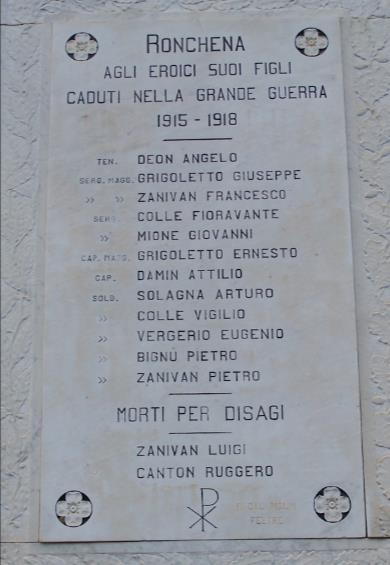 RONCHENA
AGLI EROICI SUOI FIGLI
CADUTI NELLA GRANDE GUERRA
1915 - 1918
TEN. DEON ANGELO
SERG. MAGG. GRIGOLETTO GIUSEPPE
» » ZANIVAN FRANCESCO
SERG. COLLE FIORAVANTE
» MIONE GIOVANNI
CAP. MAGG. GRIGOLETTO ERNESTO
CAP. DAMIN ATTILIO
SOLD. SOLAGNA ARTURO
» COLLE VIGILIO
» VERGERIO EUGENIO
» BIGNÙ PIETRO
» ZANIVAN PIETRO
MORTI PER DISAGI
ZANIVAN LUIGI
CANTON RUGGERO
FELTRE